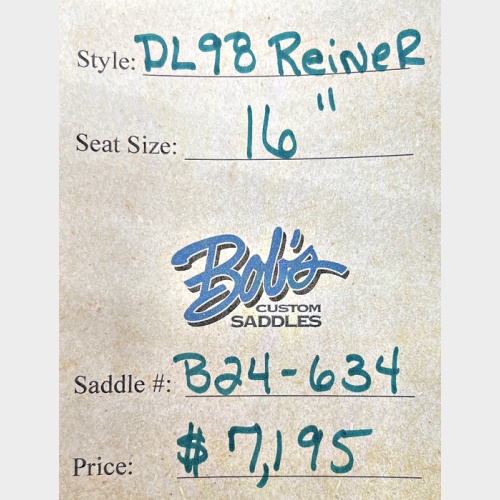 Style: DL98 Reiner
Seat Size: 16"
Bob's
CUSTOM
SADDLES
Saddle #: B24-634
Price: $7,195